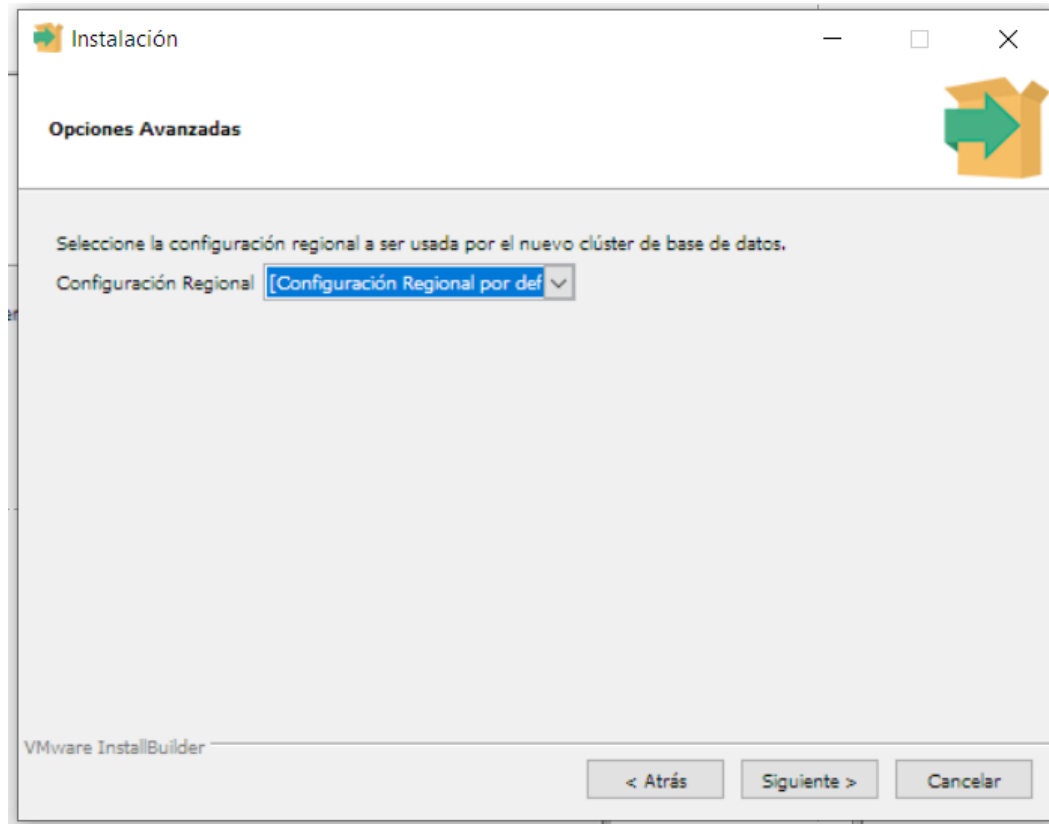 Instalación
Opciones Avanzadas
Seleccione la configuración regional a ser usada por el nuevo clúster de base de datos.
Configuración Regional [Configuración Regional por def
VMware InstallBuilder
< Atrás Siguiente > Cancelar